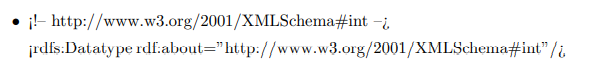 • ¡!– http://www.w3.org/2001/XMLSchema#int –¿
¡rdfs:Datatype rdf:about=”http://www.w3.org/2001/XMLSchema#int”/¿